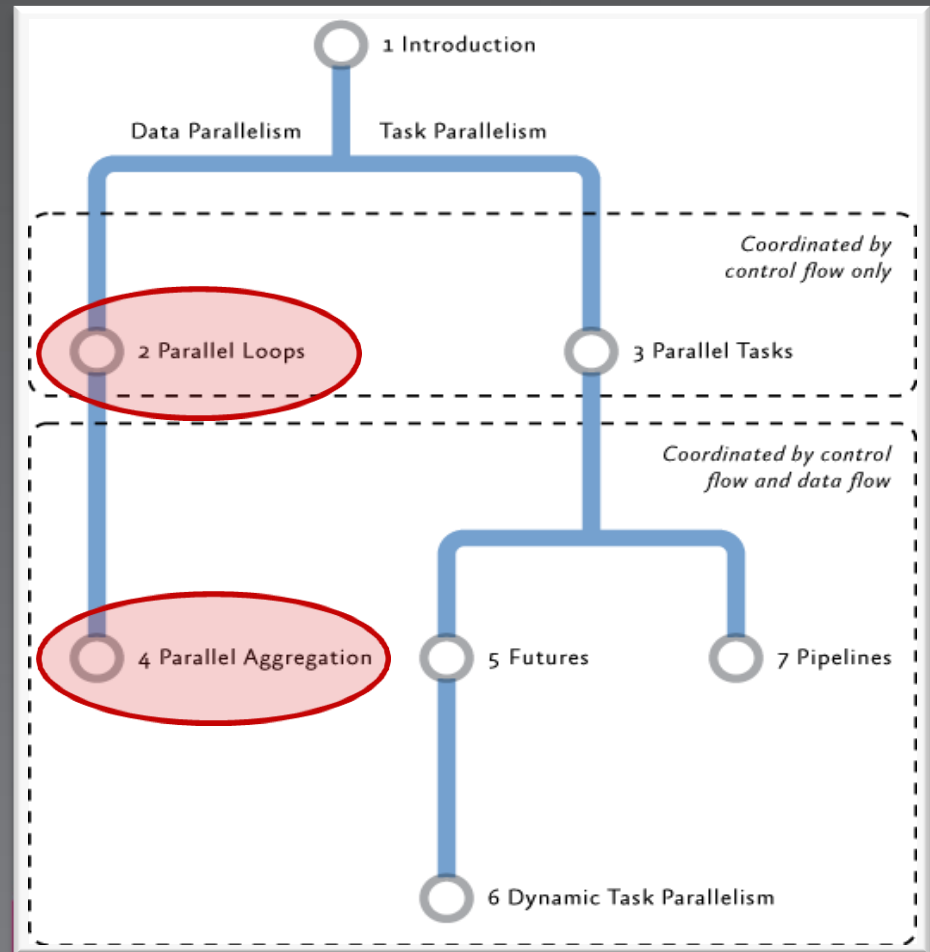 1 Introduction
Data Parallelism
Task Parallelism
Coordinated by
control flow only
2 Parallel Loops
3 Parallel Tasks
Coordinated by control
flow and data flow
4 Parallel Aggregation
5 Futures
7 Pipelines
6 Dynamic Task Parallelism